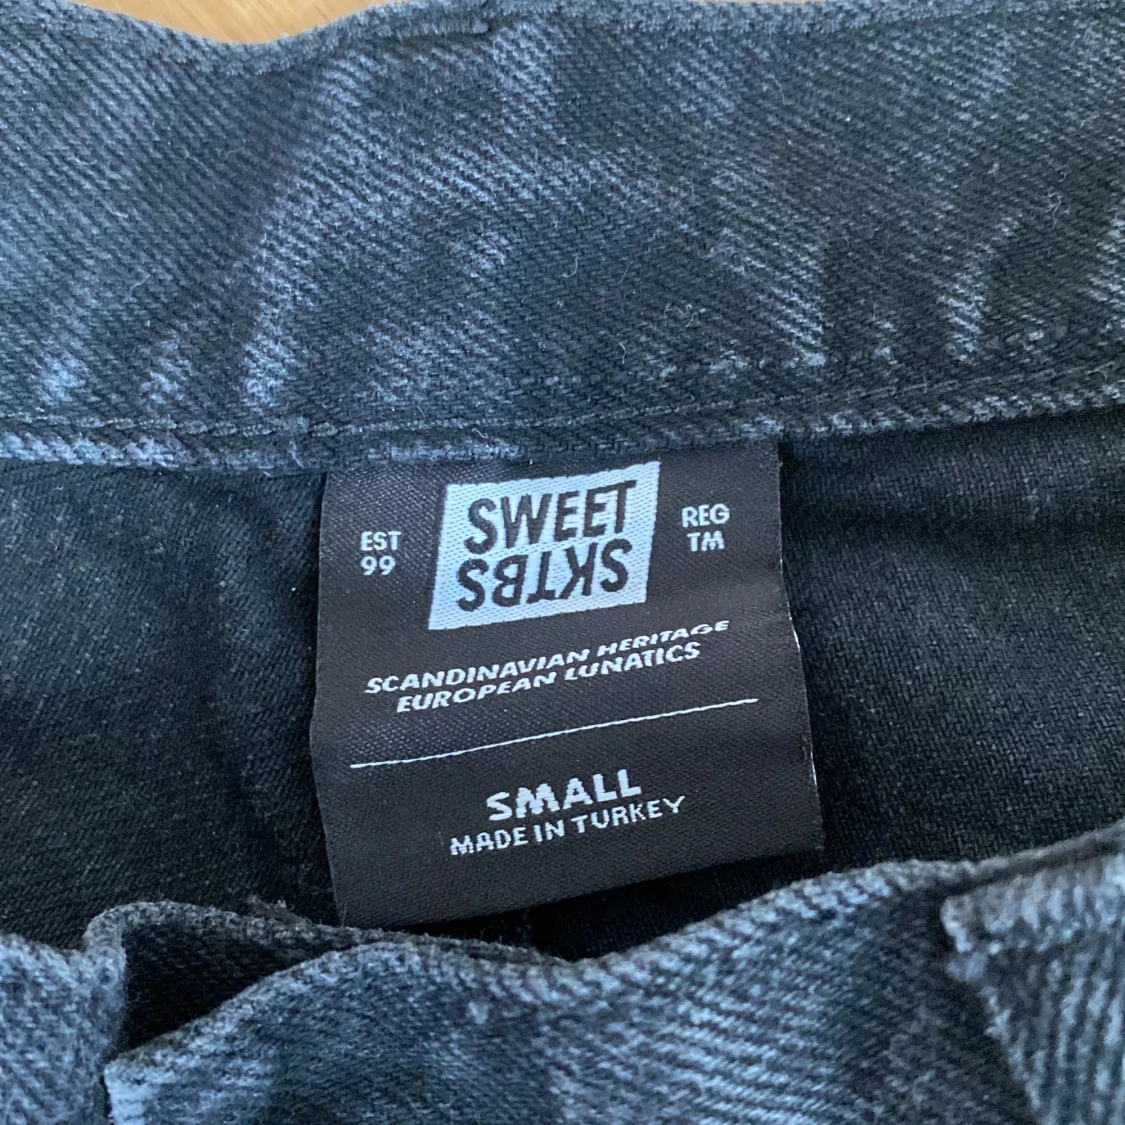 SWEET
SKTBS
EST
99
REG
TM
SCANDINAVIAN HERITAGE
EUROPEAN LUNATICS
SMALL
MADE IN TURKEY